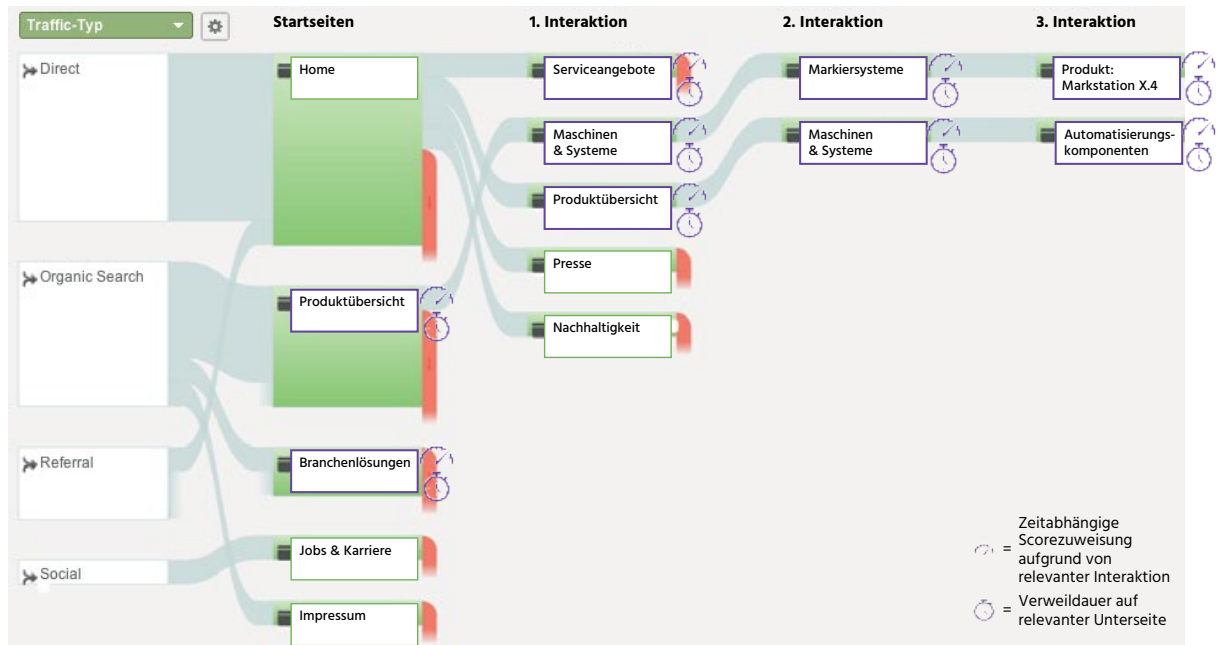 Traffic-Typ
Startseiten
1. Interaktion
2. Interaktion
3. Interaktion
Direct
Home
Serviceangebote
Markiersysteme
Produkt:
Markstation X.4
Maschinen
& Systeme
Maschinen
& Systeme
Automatisierungs-
komponenten
Produktübersicht
Presse
Organic Search
Produktübersicht
Nachhaltigkeit
Referral
Branchenlösungen
Social
Jobs & Karriere
Impressum
= Zeitabhängige
Scorezuweisung
aufgrund von
relevanter Interaktion
= Verweildauer auf
relevanter Unterseite